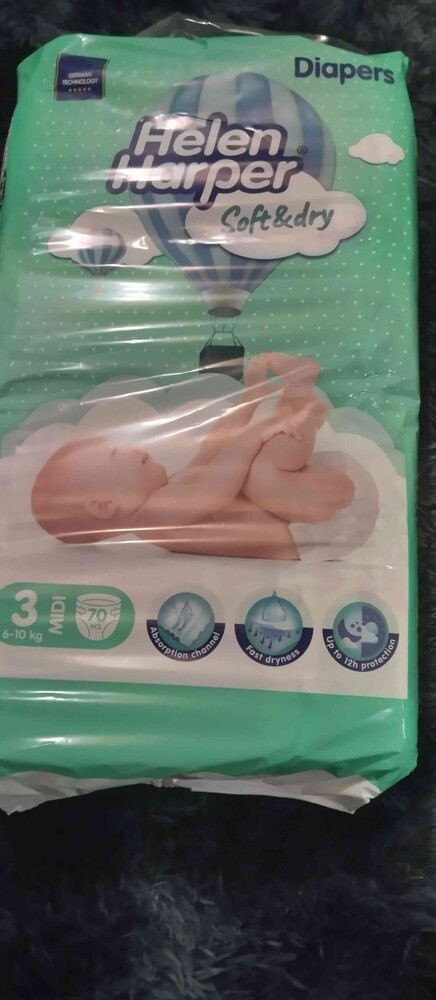 GERMAN
TECHNOLOGY
Diapers
Helen
Harper®
Soft&dry
3
MIDI
6-10 kg
70
PCS
Absorption channel
Fast dryness
Up to 12h protection